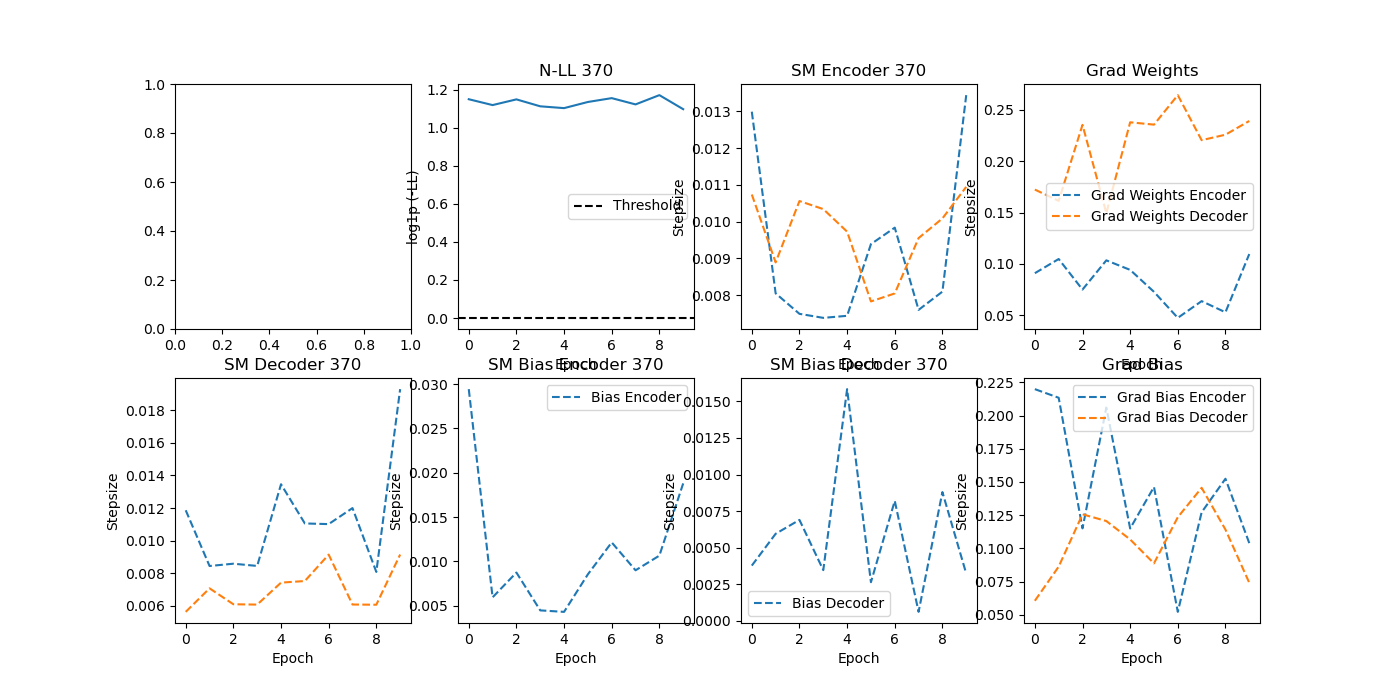 1.0
0.8
0.6
0.4
0.2
0.0
0.0 0.2 0.4 0.6 0.8 1.0
N-LL 370
log1p (-LL)
1.2
1.0
0.8
0.6
0.4
0.2
0.0
Threshold
0 2 4 6 8
Epoch
SM Encoder 370
Stepsize
0.013
0.012
0.011
0.010
0.009
0.008
0 2 4 6 8
Epoch
Grad Weights
Stepsize
0.25
0.20
0.15
0.10
0.05
Grad Weights Encoder
Grad Weights Decoder
0 2 4 6 8
Epoch
SM Decoder 370
Stepsize
0.018
0.016
0.014
0.012
0.010
0.008
0.006
0 2 4 6 8
Epoch
SM Bias Encoder 370
Stepsize
0.030
0.025
0.020
0.015
0.010
0.005
Bias Encoder
0 2 4 6 8
Epoch
SM Bias Decoder 370
Stepsize
0.0150
0.0125
0.0100
0.0075
0.0050
0.0025
0.0000
Bias Decoder
0 2 4 6 8
Epoch
Grad Bias
Stepsize
0.225
0.200
0.175
0.150
0.125
0.100
0.075
0.050
Grad Bias Encoder
Grad Bias Decoder
0 2 4 6 8
Epoch